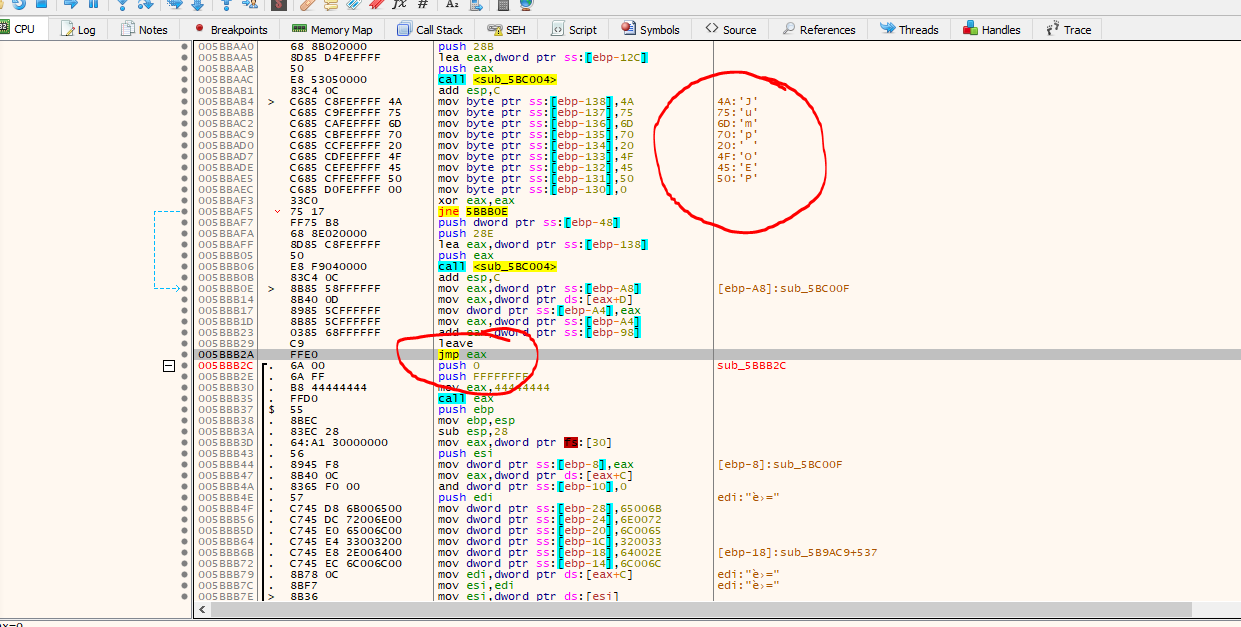 CPU Log Notes Breakpoints Memory Map Call Stack SEH Script Symbols Source References Threads Handles Trace
005BBAA0 68 8B020000 push 28B
005BBAA5 8D85 D4FEFFFF lea eax,dword ptr ss:[ebp-12C]
005BBAAB 50 push eax
005BBAAC E8 53050000 call <sub_5BC004>
005BBAB1 83C4 0C add esp,C
005BBAB4 > C685 C8FEFFFF 4A mov byte ptr ss:[ebp-138],4A 4A:'J'
005BBABB C685 C9FEFFFF 75 mov byte ptr ss:[ebp-137],75 75:'u'
005BBAC2 C685 CAFEFFFF 6D mov byte ptr ss:[ebp-136],6D 6D:'m'
005BBAC9 C685 CBFEFFFF 70 mov byte ptr ss:[ebp-135],70 70:'p'
005BBAD0 C685 CCFEFFFF 20 mov byte ptr ss:[ebp-134],20 20:' '
005BBAD7 C685 CDFEFFFF 4F mov byte ptr ss:[ebp-133],4F 4F:'O'
005BBADE C685 CEFEFFFF 45 mov byte ptr ss:[ebp-132],45 45:'E'
005BBAE5 C685 CFFEFFFF 50 mov byte ptr ss:[ebp-131],50 50:'P'
005BBAEC C685 D0FEFFFF 00 mov byte ptr ss:[ebp-130],0
005BBAF3 33C0 xor eax,eax
005BBAF5 75 17 jne 5BBB0E
005BBAF7 FF75 B8 push dword ptr ss:[ebp-48]
005BBAFA 68 8E020000 push 28E
005BBAFF 8D85 C8FEFFFF lea eax,dword ptr ss:[ebp-138]
005BBB05 50 push eax
005BBB06 E8 F9040000 call <sub_5BC004>
005BBB0B 83C4 0C add esp,C
005BBB0E > 8B85 58FFFFFF mov eax,dword ptr ss:[ebp-A8] [ebp-A8]:sub_5BC00F
005BBB14 8B40 0D mov eax,dword ptr ds:[eax+D]
005BBB17 8985 5CFFFFFF mov dword ptr ss:[ebp-A4],eax
005BBB1D 8B85 5CFFFFFF mov eax,dword ptr ss:[ebp-A4]
005BBB23 0385 68FFFFFF add eax,dword ptr ss:[ebp-98]
005BBB29 C9 leave
005BBB2A FFE0 jmp eax
005BBB2C . 6A 00 push 0 sub_5BBB2C
005BBB2E . 6A FF push FFFFFFFF
005BBB30 . B8 44444444 mov eax,44444444
005BBB35 . FFD0 call eax
005BBB37 $ 55 push ebp
005BBB38 . 8BEC mov ebp,esp
005BBB3A . 83EC 28 sub esp,28
005BBB3D . 64:A1 30000000 mov eax,dword ptr fs:[30]
005BBB43 . 56 push esi
005BBB44 . 8945 F8 mov dword ptr ss:[ebp-8],eax [ebp-8]:sub_5BC00F
005BBB47 . 8B40 0C mov eax,dword ptr ds:[eax+C]
005BBB4A . 8365 F0 00 and dword ptr ss:[ebp-10],0
005BBB4E . 57 push edi edi:"è›="
005BBB4F . C745 D8 6B006500 mov dword ptr ss:[ebp-28],65006B
005BBB56 . C745 DC 72006E00 mov dword ptr ss:[ebp-24],6E0072
005BBB5D . C745 E0 65006C00 mov dword ptr ss:[ebp-20],6C0065
005BBB64 . C745 E4 33003200 mov dword ptr ss:[ebp-1C],320033
005BBB6B . C745 E8 2E006400 mov dword ptr ss:[ebp-18],64002E [ebp-18]:sub_5B9AC9+537
005BBB72 . C745 EC 6C006C00 mov dword ptr ss:[ebp-14],6C006C
005BBB79 . 8B78 0C mov edi,dword ptr ds:[eax+C] edi:"è›="
005BBB7C . 8BF7 mov esi,edi edi:"è›="
005BBB7E > 8B36 mov esi,dword ptr ds:[esi]